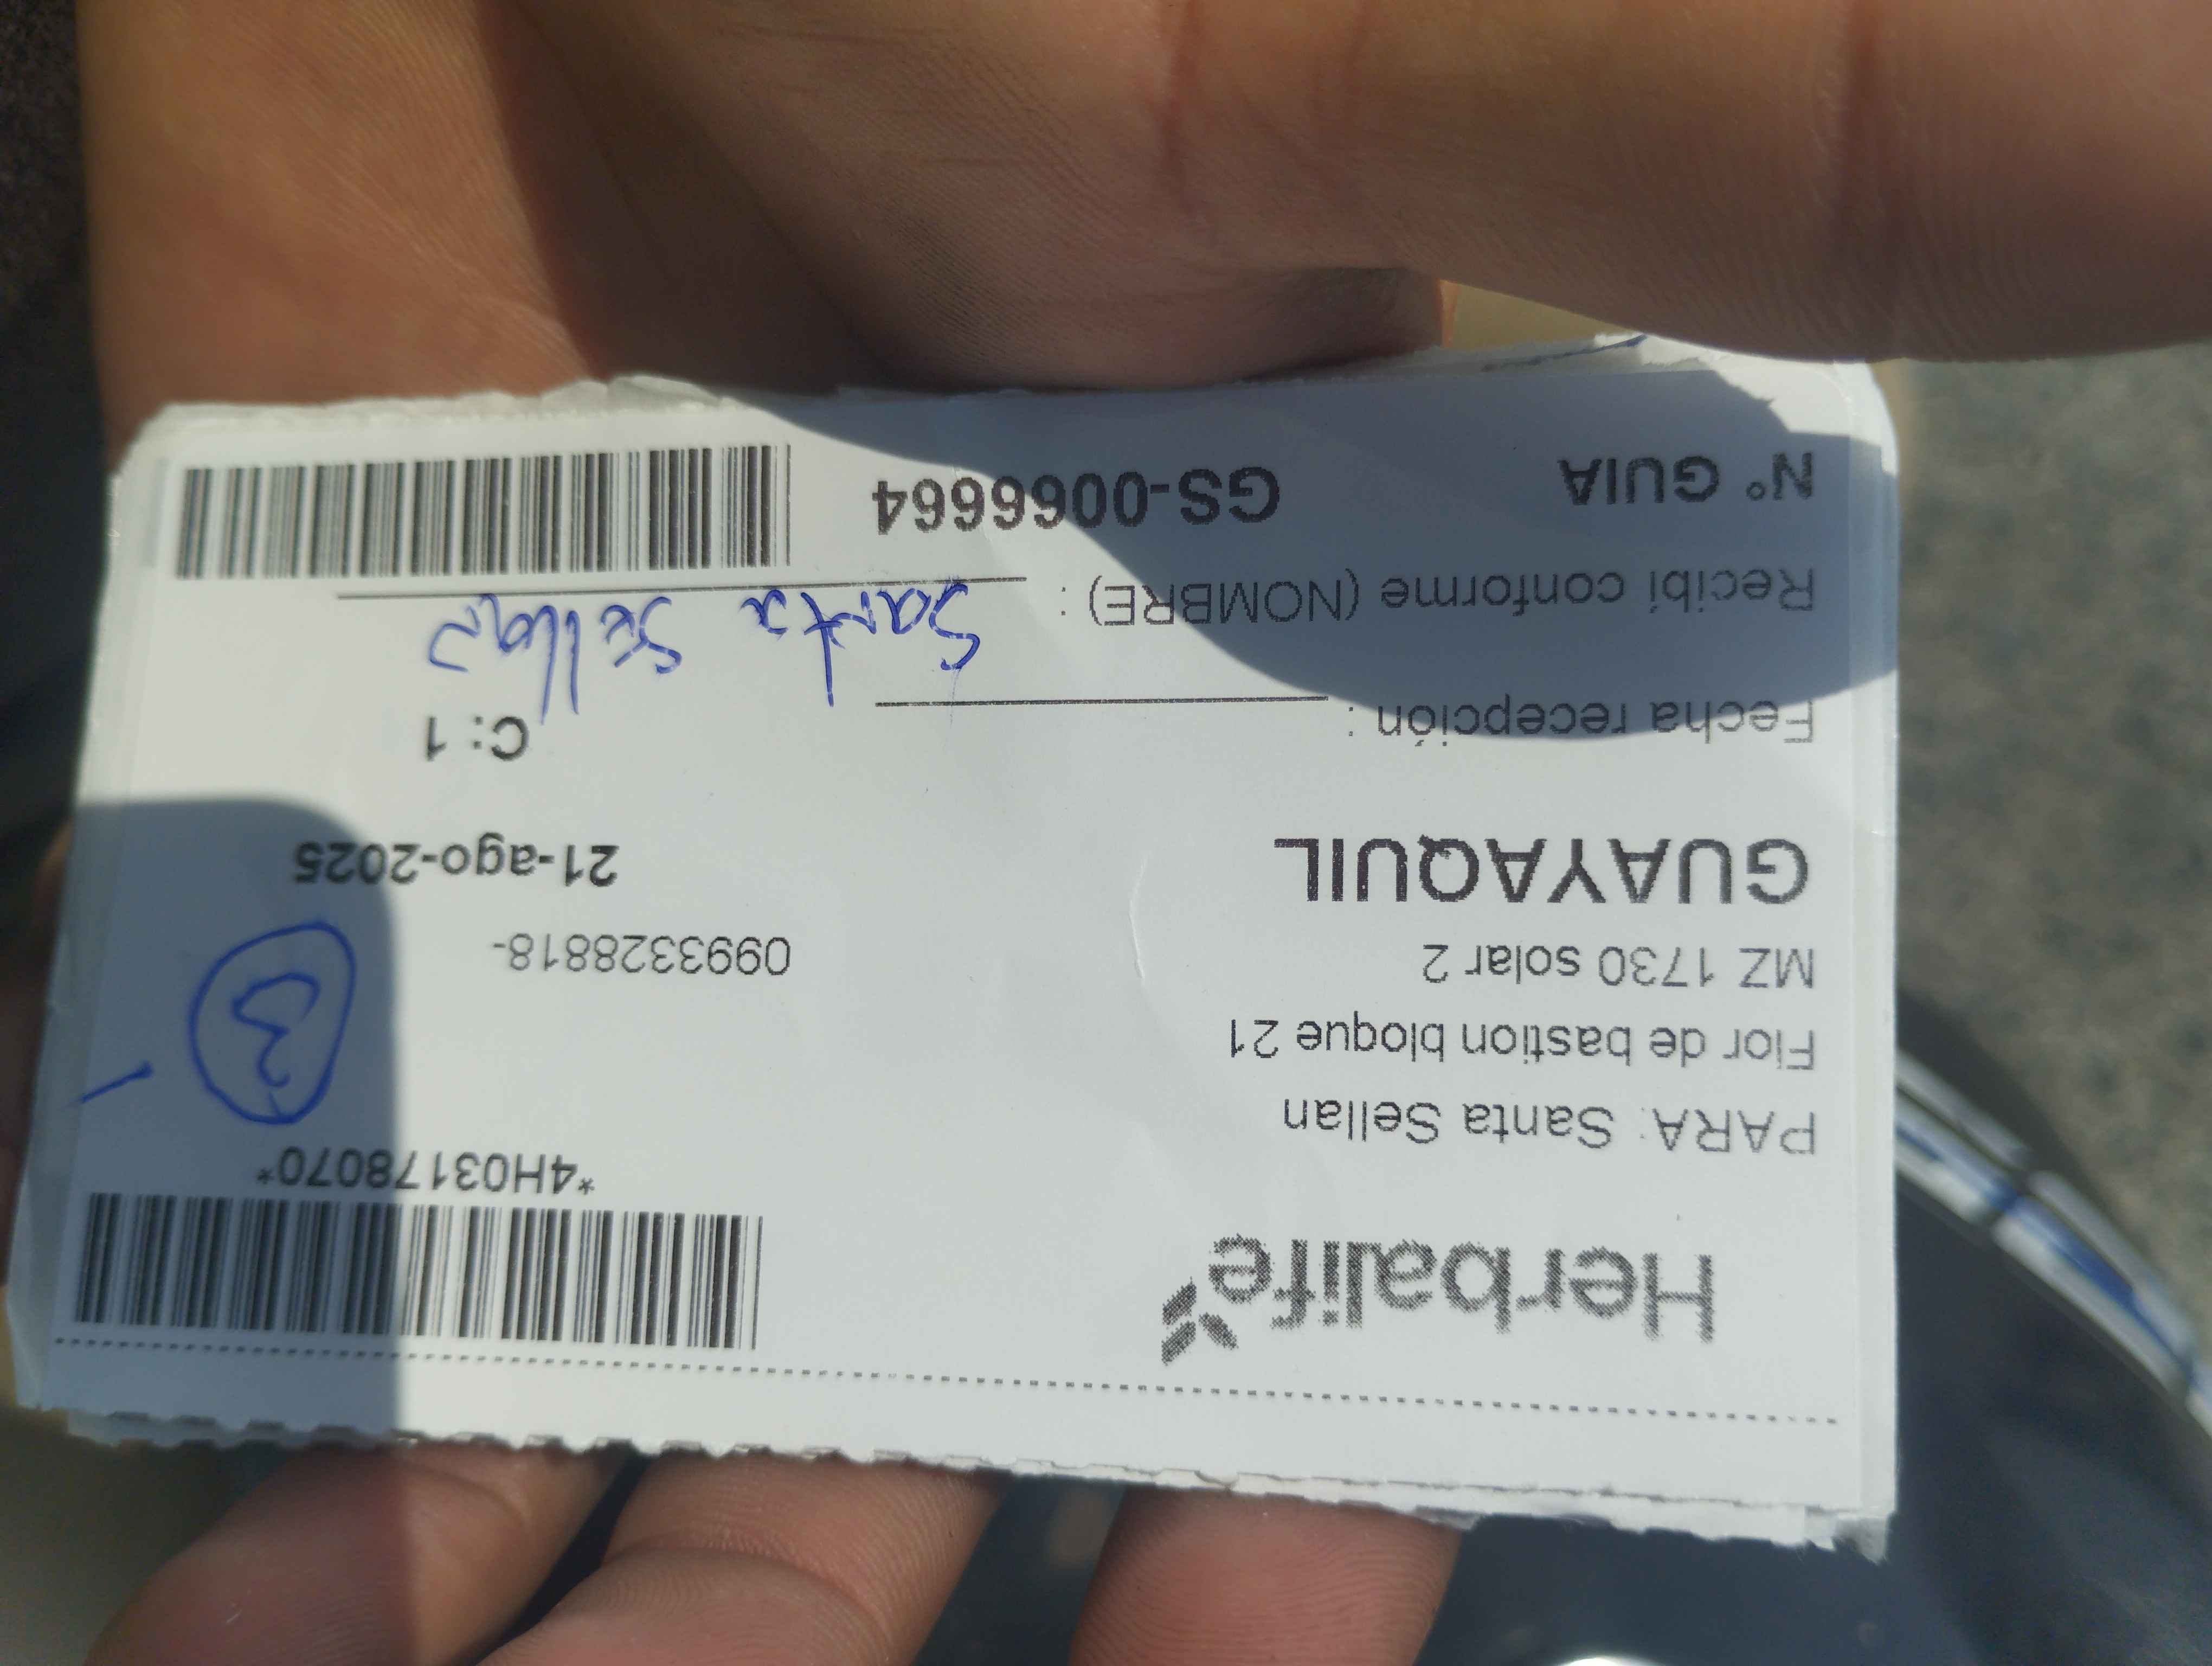 Herbalife
*4H03178070*
PARA: Santa Sellan
Flor de bastion bloque 21
3
MZ 1730 solar 2
0993328818-
GUAYAQUIL
21-ago-2025
C: 1
Fecha recepción :
Recibí conforme (NOMBRE) : Santa Sellan
N° GUIA GS-0066664